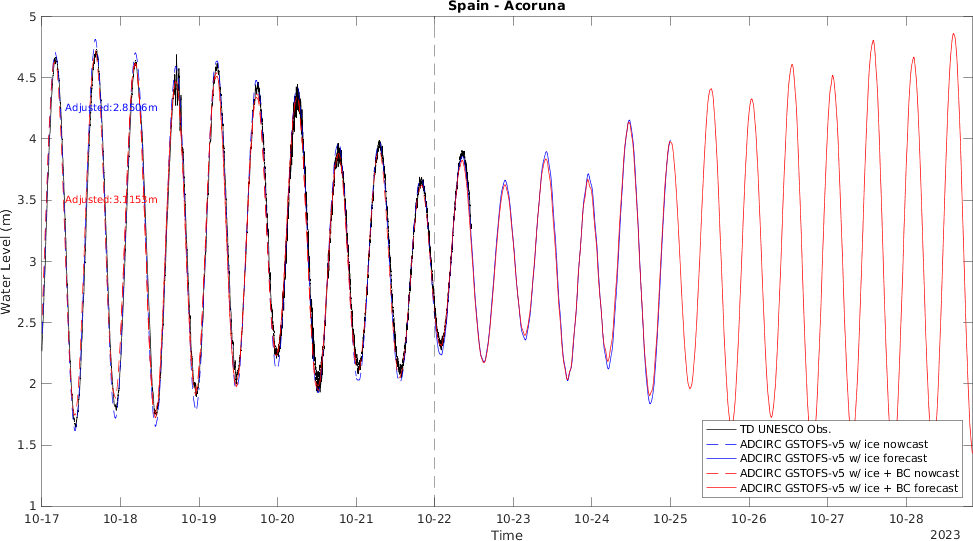 Spain - Acoruna
5
4.5
4
3.5
3
2.5
2
1.5
1
Water Level (m)
Adjusted:2.8506m
Adjusted:3.1153m
TD UNESCO Obs.
ADCIRC GSTOFS-v5 w/ ice nowcast
ADCIRC GSTOFS-v5 w/ ice forecast
ADCIRC GSTOFS-v5 w/ ice + BC nowcast
ADCIRC GSTOFS-v5 w/ ice + BC forecast
10-17 10-18 10-19 10-20 10-21 10-22 10-23 10-24 10-25 10-26 10-27 10-28
Time
2023